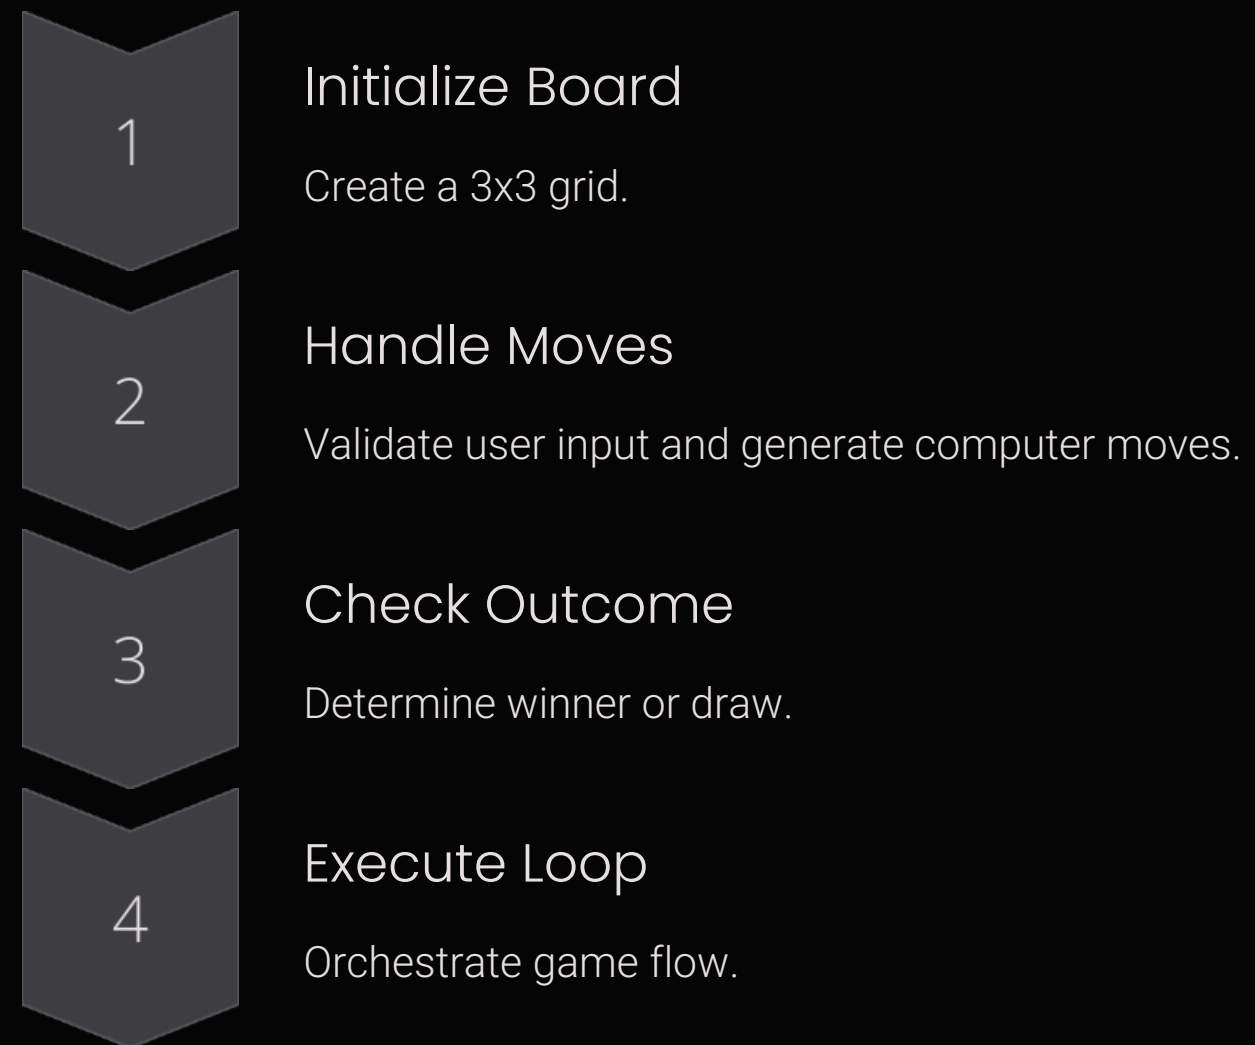 1
Initialize Board
Create a 3x3 grid.
2
Handle Moves
Validate user input and generate computer moves.
3
Check Outcome
Determine winner or draw.
4
Execute Loop
Orchestrate game flow.